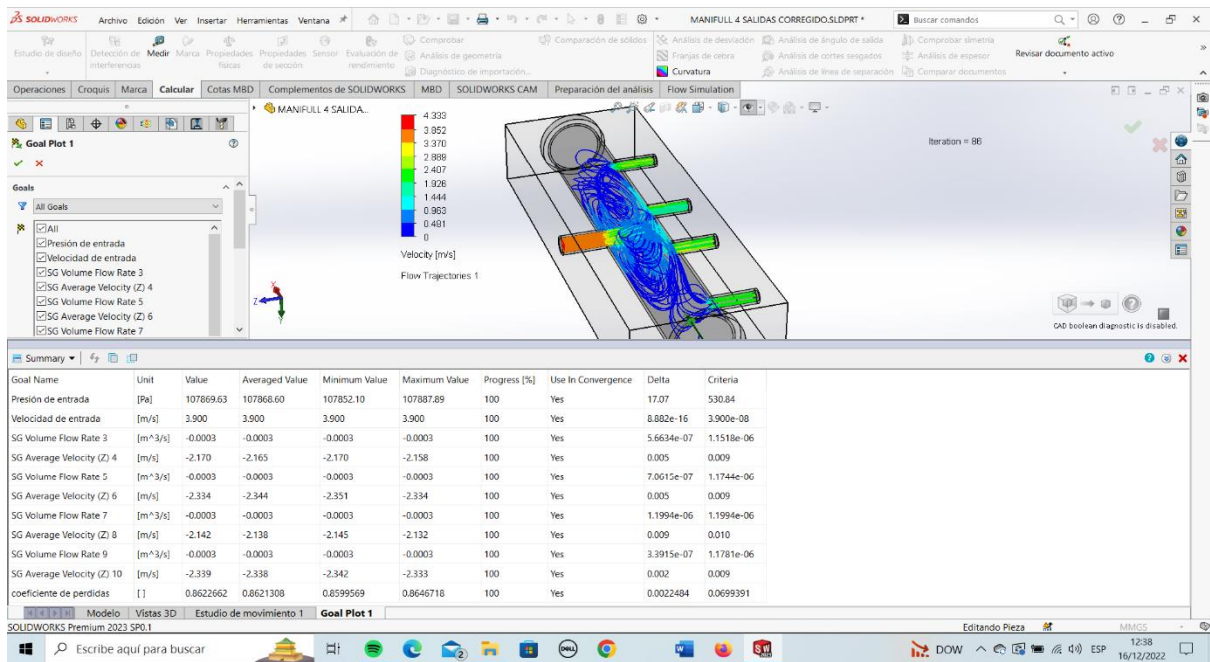 SOLIDWORKS Archivo Edición Ver Insertar Herramientas Ventana MANIFULL 4 SALIDAS CORREGIDO.SLDPRT * Buscar comandos
Estudio de diseño Detección de interferencias Medir Marca Propiedades físicas Propiedades de sección Sensor Evaluación de rendimiento
Comprobar Comparación de sólidos Análisis de desviación Análisis de ángulo de salida Comprobar simetría Revisar documento activo
Análisis de geometría Franjas de cebra Análisis de cortes sesgados Análisis de espesor
Diagnóstico de importación... Curvatura Análisis de línea de separación Comparar documentos
Operaciones Croquis Marca Calcular Cotas MBD Complementos de SOLIDWORKS MBD SOLIDWORKS CAM Preparación del análisis Flow Simulation
MANIFULL 4 SALIDA...
Goal Plot 1
Goals
All Goals
All
Presión de entrada
Velocidad de entrada
SG Volume Flow Rate 3
SG Average Velocity (Z) 4
SG Volume Flow Rate 5
SG Average Velocity (Z) 6
SG Volume Flow Rate 7
4.333
3.852
3.370
2.889
2.407
1.926
1.444
0.963
0.481
0
Velocity [m/s]
Flow Trajectories 1
Z X Y
Iteration = 86
CAD boolean diagnostic is disabled.
Summary
Goal Name Unit Value Averaged Value Minimum Value Maximum Value Progress [%] Use In Convergence Delta Criteria
Presión de entrada [Pa] 107869.63 107868.60 107852.10 107887.89 100 Yes 17.07 530.84
Velocidad de entrada [m/s] 3.900 3.900 3.900 3.900 100 Yes 8.882e-16 3.900e-08
SG Volume Flow Rate 3 [m^3/s] -0.0003 -0.0003 -0.0003 -0.0003 100 Yes 5.6634e-07 1.1518e-06
SG Average Velocity (Z) 4 [m/s] -2.170 -2.165 -2.170 -2.158 100 Yes 0.005 0.009
SG Volume Flow Rate 5 [m^3/s] -0.0003 -0.0003 -0.0003 -0.0003 100 Yes 7.0615e-07 1.1744e-06
SG Average Velocity (Z) 6 [m/s] -2.334 -2.344 -2.351 -2.334 100 Yes 0.005 0.009
SG Volume Flow Rate 7 [m^3/s] -0.0003 -0.0003 -0.0003 -0.0003 100 Yes 1.1994e-06 1.1994e-06
SG Average Velocity (Z) 8 [m/s] -2.142 -2.138 -2.145 -2.132 100 Yes 0.009 0.010
SG Volume Flow Rate 9 [m^3/s] -0.0003 -0.0003 -0.0003 -0.0003 100 Yes 3.3915e-07 1.1781e-06
SG Average Velocity (Z) 10 [m/s] -2.339 -2.338 -2.342 -2.333 100 Yes 0.002 0.009
coeficiente de perdidas [ ] 0.8622662 0.8621308 0.8599569 0.8646718 100 Yes 0.0022484 0.0699391
Modelo Vistas 3D Estudio de movimiento 1 Goal Plot 1
SOLIDWORKS Premium 2023 SP0.1 Editando Pieza MMGS
Escribe aquí para buscar DOW ESP 12:38
16/12/2022